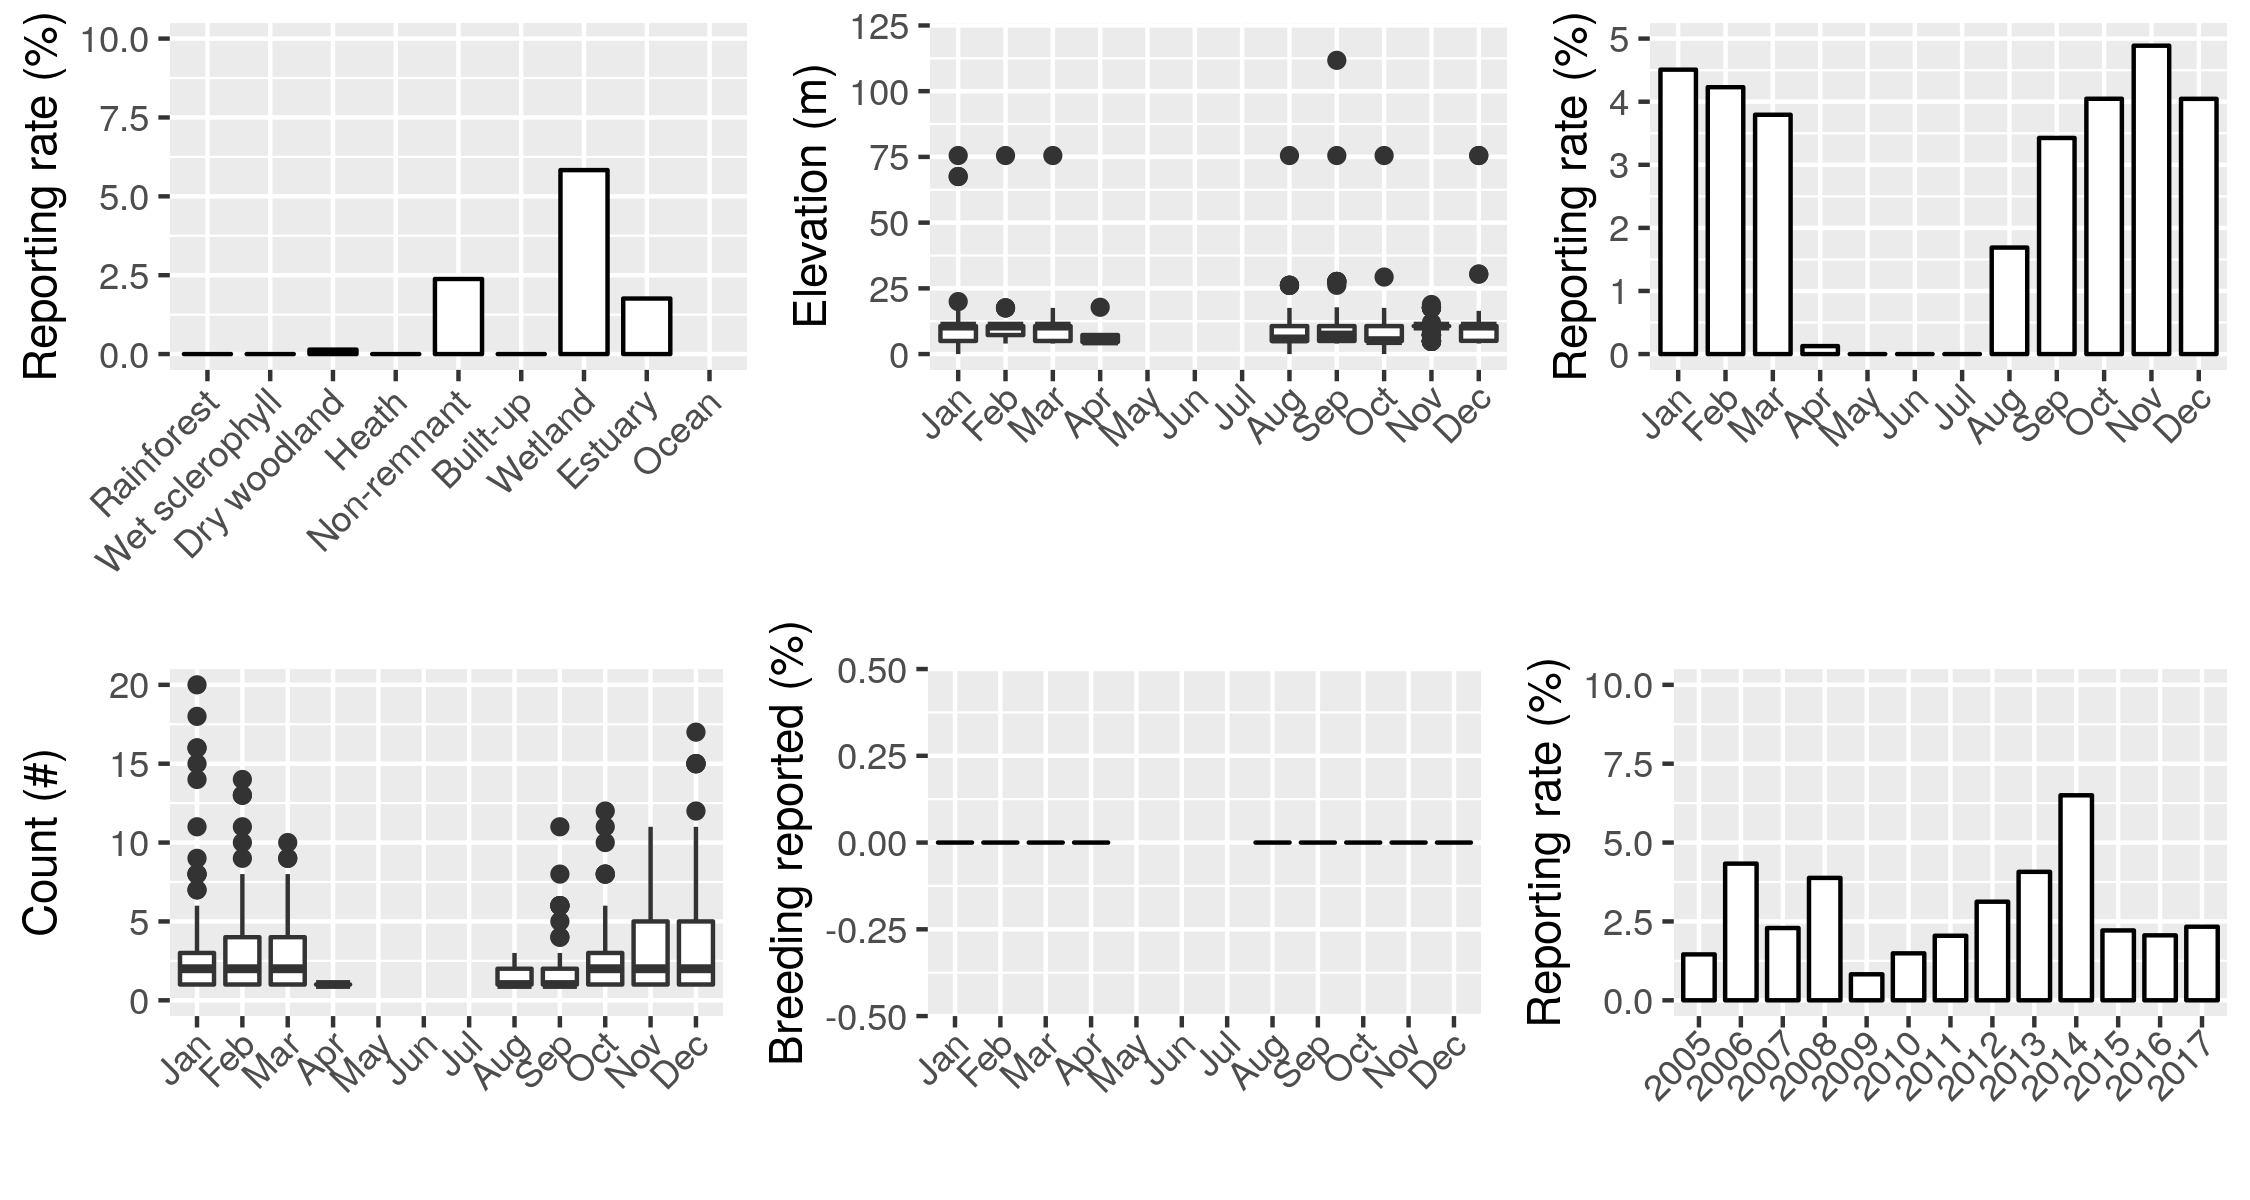 Reporting rate (%)
10.0
7.5
5.0
2.5
0.0
Rainforest
Wet sclerophyll
Dry woodland
Heath
Non-remnant
Built-up
Wetland
Estuary
Ocean
Elevation (m)
125
100
75
50
25
0
Jan
Feb
Mar
Apr
May
Jun
Jul
Aug
Sep
Oct
Nov
Dec
Reporting rate (%)
5
4
3
2
1
0
Jan
Feb
Mar
Apr
May
Jun
Jul
Aug
Sep
Oct
Nov
Dec
Count (#)
20
15
10
5
0
Jan
Feb
Mar
Apr
May
Jun
Jul
Aug
Sep
Oct
Nov
Dec
Breeding reported (%)
0.50
0.25
0.00
-0.25
-0.50
Jan
Feb
Mar
Apr
May
Jun
Jul
Aug
Sep
Oct
Nov
Dec
Reporting rate (%)
10.0
7.5
5.0
2.5
0.0
2005
2006
2007
2008
2009
2010
2011
2012
2013
2014
2015
2016
2017